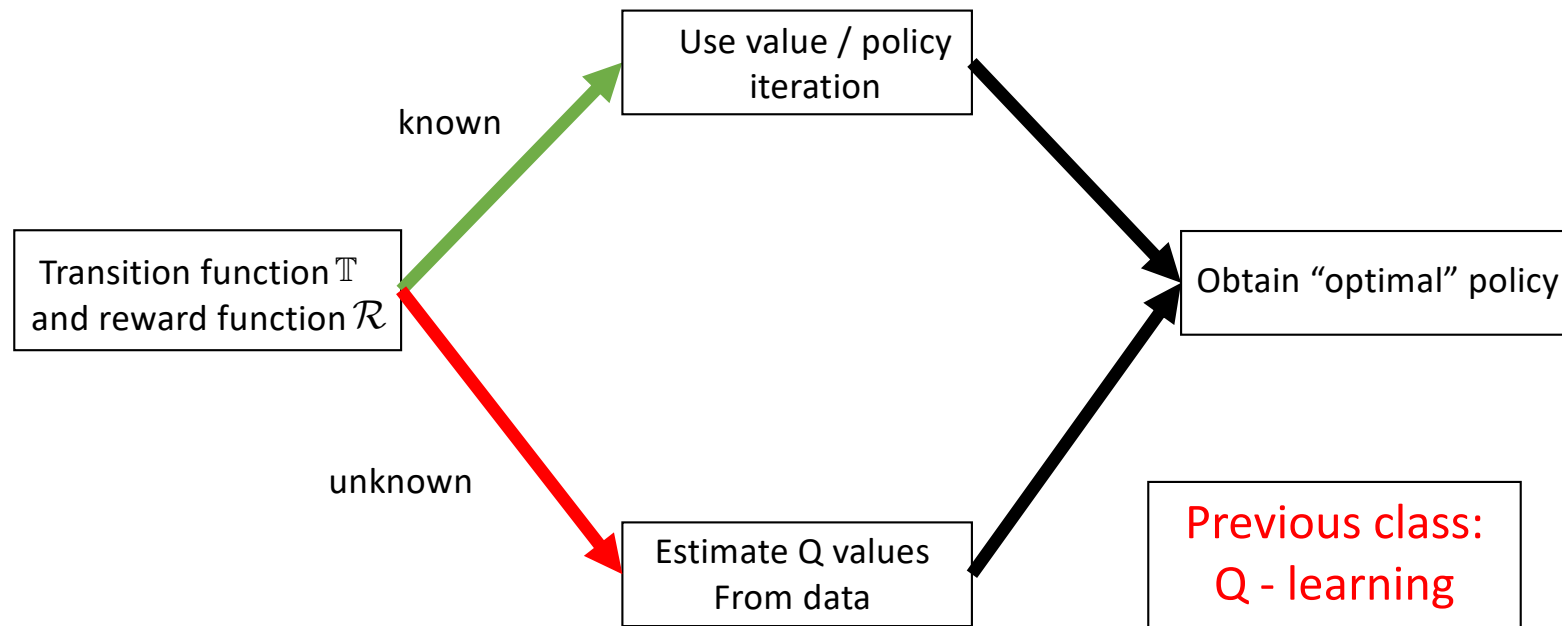 Use value / policy
iteration
known
Transition function 𝕋
and reward function ℛ
Obtain “optimal” policy
unknown
Estimate Q values
From data
Previous class:
Q - learning